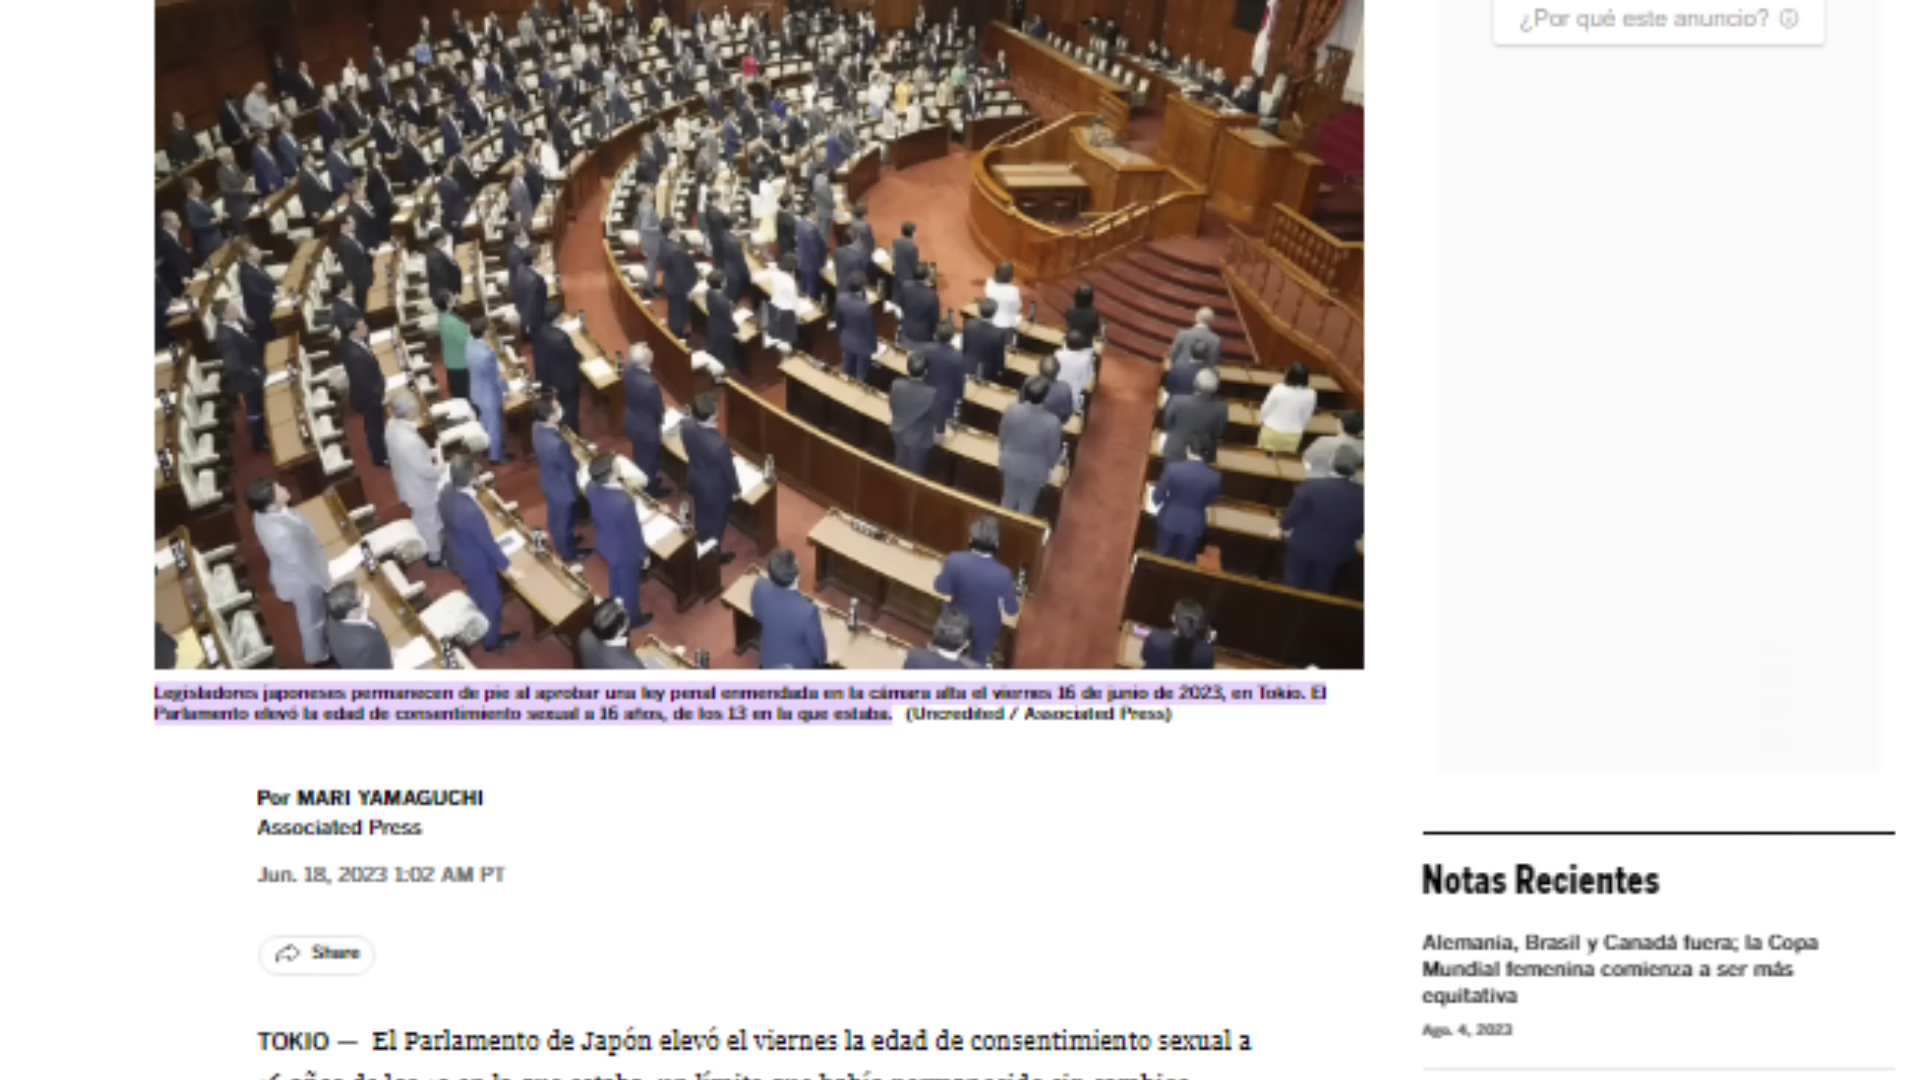 ¿Por qué este anuncio?
Legisladores japoneses permanecen de pie al aprobar una ley penal enmendada en la cámara alta el viernes 16 de junio de 2023, en Tokio. El
Parlamento elevó la edad de consentimiento sexual a 16 años, de los 13 en la que estaba. (Uncredited / Associated Press)
Por MARI YAMAGUCHI
Associated Press
Jun. 18, 2023 1:02 AM PT
Share
TOKIO — El Parlamento de Japón elevó el viernes la edad de consentimiento sexual a
Notas Recientes
Alemania, Brasil y Canadá fuera; la Copa
Mundial femenina comienza a ser más
equitativa
Ago. 4, 2023